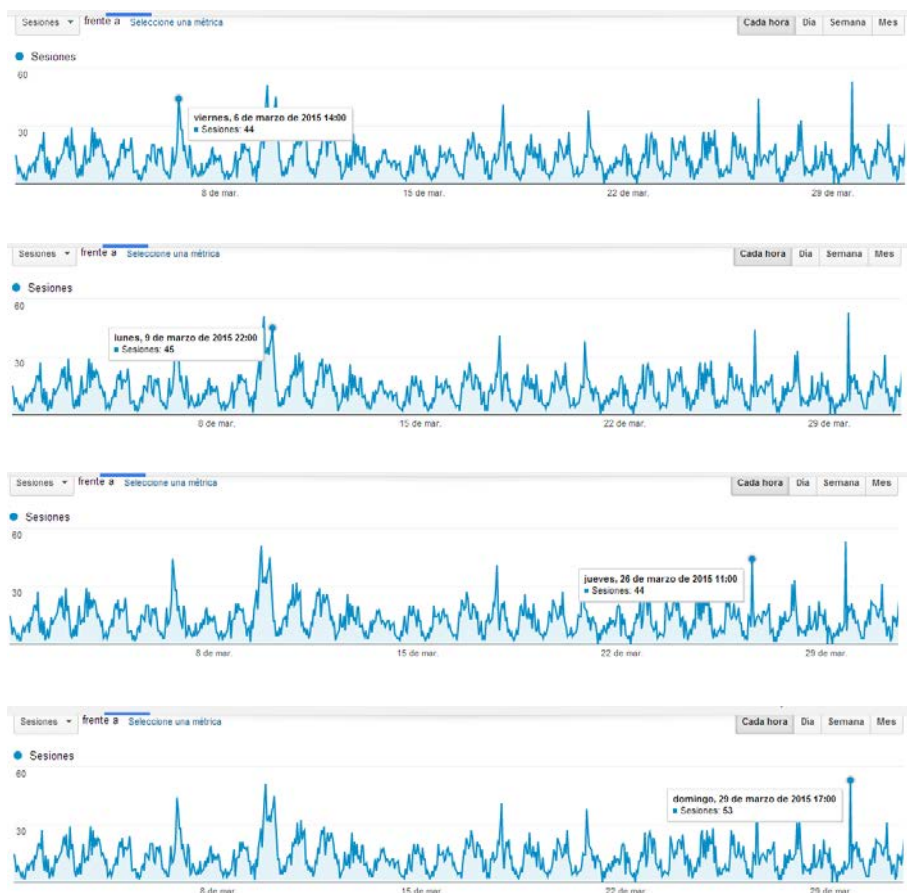 Sesiones frente a Seleccione una métrica Cada hora Día Semana Mes
Sesiones
60
viernes, 6 de marzo de 2015 14:00
Sesiones: 44
30
8 de mar. 15 de mar. 22 de mar. 29 de mar.
Sesiones frente a Seleccione una métrica Cada hora Día Semana Mes
Sesiones
60
lunes, 9 de marzo de 2015 22:00
Sesiones: 45
30
8 de mar. 15 de mar. 22 de mar. 29 de mar.
Sesiones frente a Seleccione una métrica Cada hora Día Semana Mes
Sesiones
60
jueves, 26 de marzo de 2015 11:00
Sesiones: 44
30
8 de mar. 15 de mar. 22 de mar. 29 de mar.
Sesiones frente a Seleccione una métrica Cada hora Día Semana Mes
Sesiones
60
domingo, 29 de marzo de 2015 17:00
Sesiones: 53
30
8 de mar. 15 de mar. 22 de mar. 29 de mar.